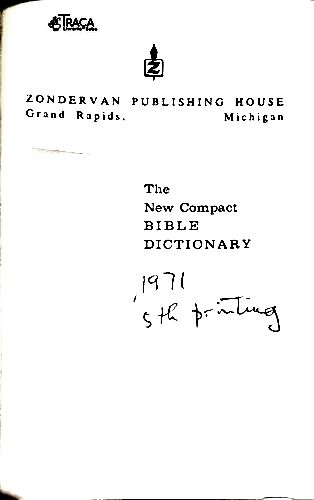 TRACA
Z
ZONDERVAN PUBLISHING HOUSE
Grand Rapids, Michigan
The
New Compact
BIBLE
DICTIONARY
1971
5th printing